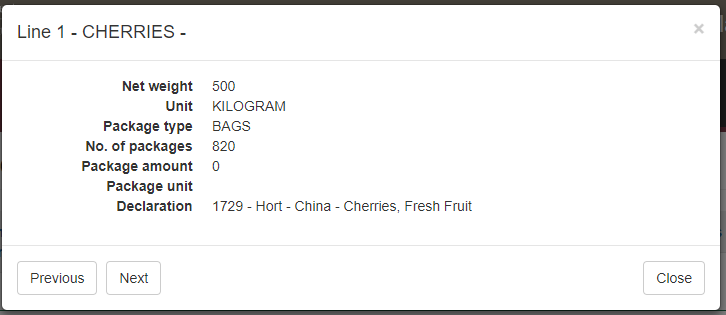 Line 1 - CHERRIES -
×
Net weight 500
Unit KILOGRAM
Package type BAGS
No. of packages 820
Package amount 0
Package unit
Declaration 1729 - Hort - China - Cherries, Fresh Fruit
Previous Next Close